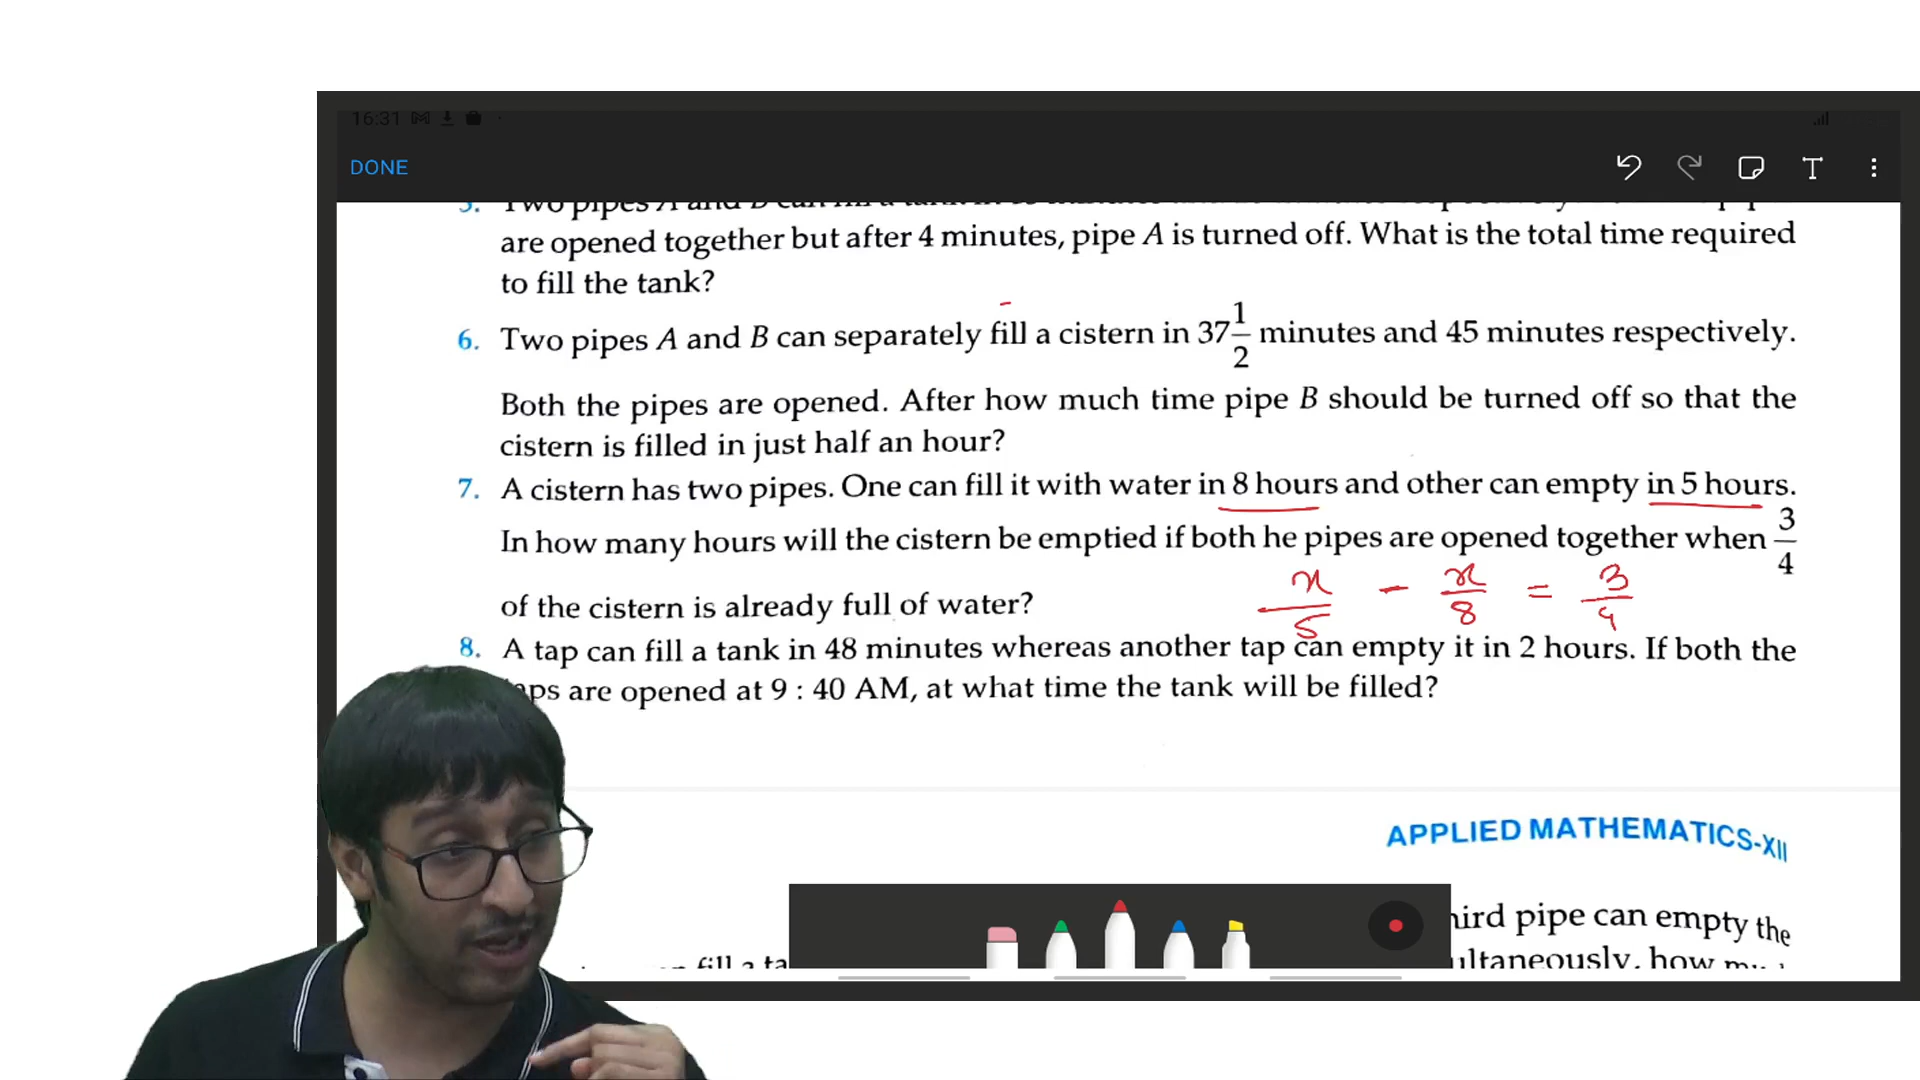 16:31
DONE
are opened together but after 4 minutes, pipe A is turned off. What is the total time required
to fill the tank?
6. Two pipes A and B can separately fill a cistern in 37 1/2 minutes and 45 minutes respectively.
Both the pipes are opened. After how much time pipe B should be turned off so that the
cistern is filled in just half an hour?
7. A cistern has two pipes. One can fill it with water in 8 hours and other can empty in 5 hours.
In how many hours will the cistern be emptied if both he pipes are opened together when 3/4
of the cistern is already full of water?
x/5 - x/8 = 3/4
8. A tap can fill a tank in 48 minutes whereas another tap can empty it in 2 hours. If both the
aps are opened at 9 : 40 AM, at what time the tank will be filled?
APPLIED MATHEMATICS-XII
hird pipe can empty the
fill a ta
ultaneously, how